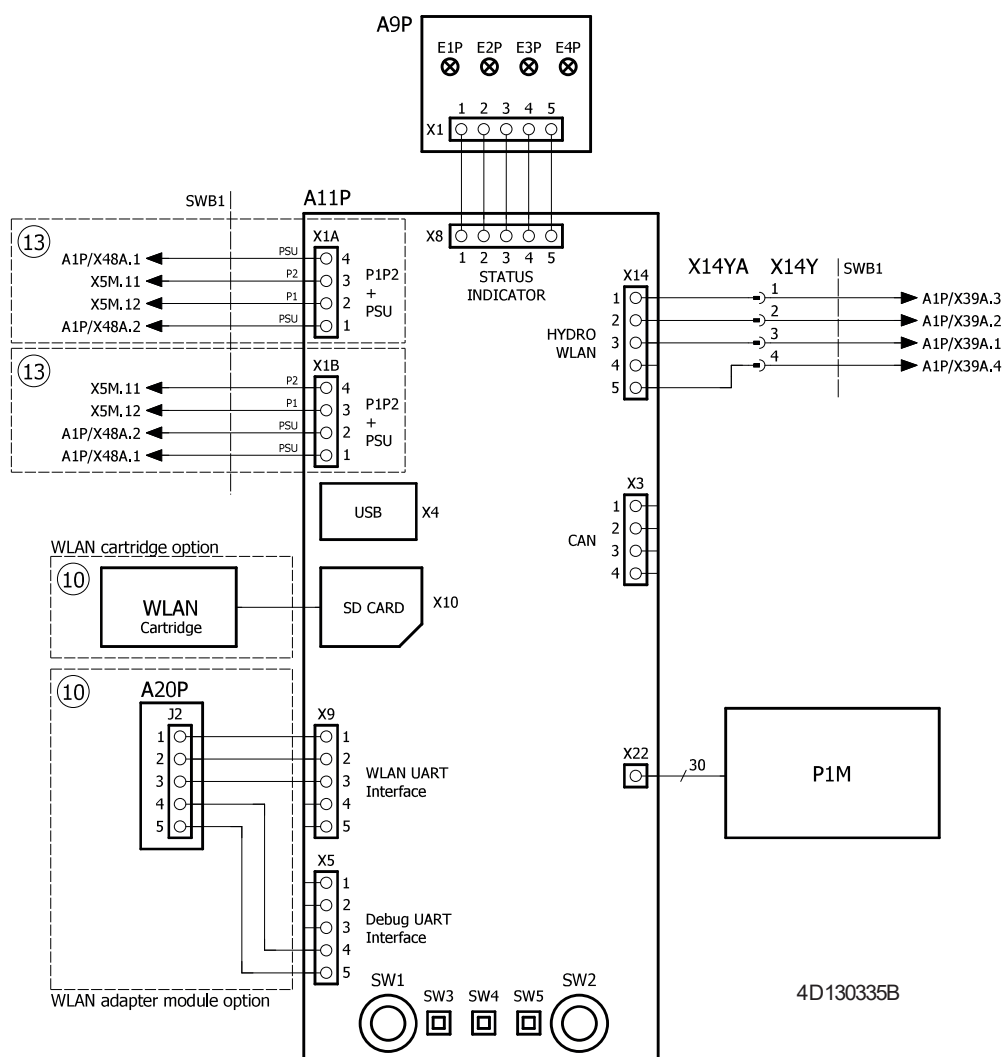 A9P
E1P E2P E3P E4P
1 2 3 4 5
X1
SWB1
A11P
X8
1 2 3 4 5
STATUS
INDICATOR
13
X1A
A1P/X48A.1 PSU 4
X5M.11 P2 3
X5M.12 P1 2
A1P/X48A.2 PSU 1
P1P2
+
PSU
13
X1B
X5M.11 P2 4
X5M.12 P1 3
A1P/X48A.2 PSU 2
A1P/X48A.1 PSU 1
P1P2
+
PSU
X14 X14YA X14Y SWB1
1 1 A1P/X39A.3
2 2 A1P/X39A.2
3 3 A1P/X39A.1
4 4 A1P/X39A.4
5
HYDRO
WLAN
USB X4
X3
1
2
3
4
CAN
WLAN cartridge option
10
WLAN
Cartridge
SD CARD X10
10
A20P
J2
1
2
3
4
5
X9
1
2
3
4
5
WLAN UART
Interface
X22
30
P1M
X5
1
2
3
4
5
Debug UART
Interface
WLAN adapter module option
SW1 SW3 SW4 SW5 SW2
4D130335B